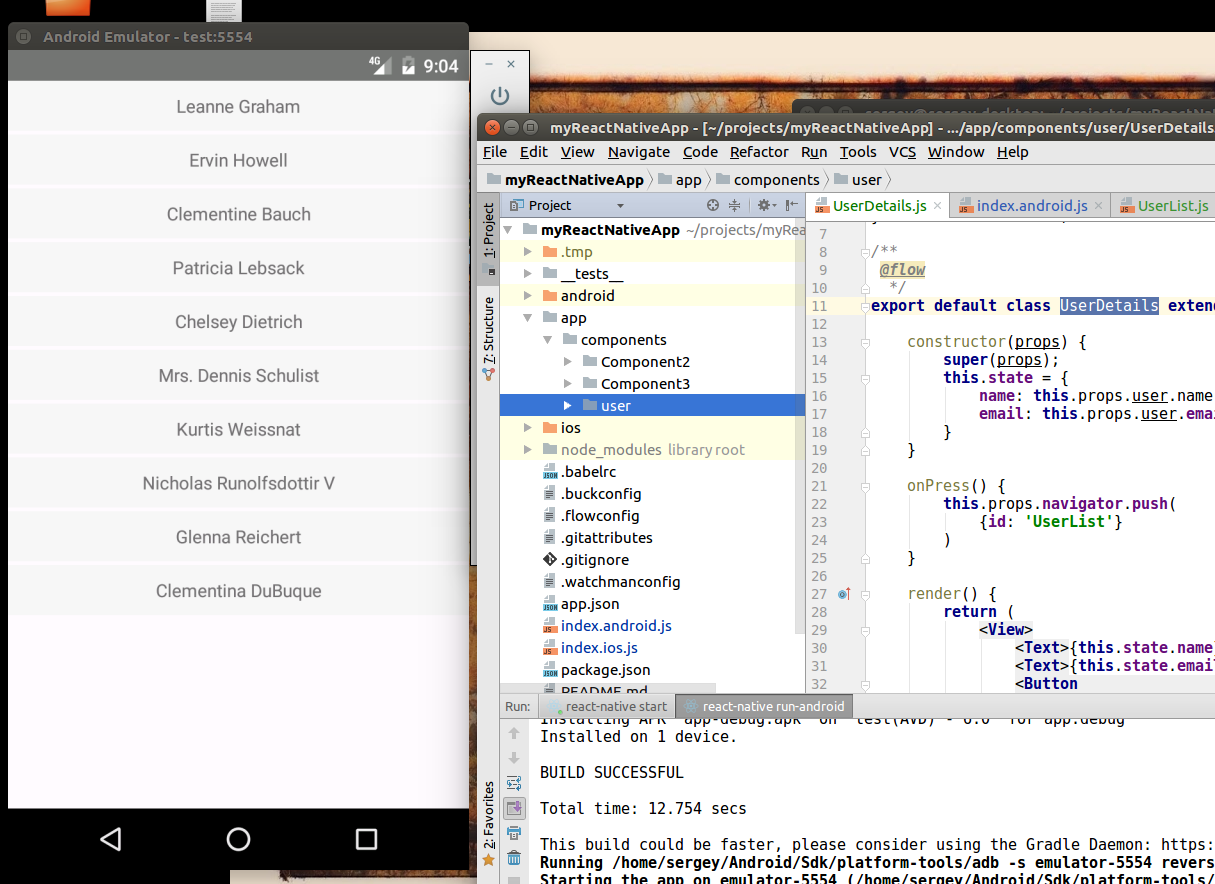 Android Emulator - test:5554
4G 9:04
Leanne Graham
Ervin Howell
Clementine Bauch
Patricia Lebsack
Chelsey Dietrich
Mrs. Dennis Schulist
Kurtis Weissnat
Nicholas Runolfsdottir V
Glenna Reichert
Clementina DuBuque
myReactNativeApp - [~/projects/myReactNativeApp] - .../app/components/user/UserDetails.
File Edit View Navigate Code Refactor Run Tools VCS Window Help
myReactNativeApp app components user
1: Project
7: Structure
2: Favorites
Project
myReactNativeApp ~/projects/myRea
.tmp
__tests__
android
app
components
Component2
Component3
user
ios
node_modules library root
.babelrc
.buckconfig
.flowconfig
.gitattributes
.gitignore
.watchmanconfig
app.json
index.android.js
index.ios.js
package.json
README.md
UserDetails.js index.android.js UserList.js
7
8 /**
9 @flow
10 */
11 export default class UserDetails extend
12
13 constructor(props) {
14 super(props);
15 this.state = {
16 name: this.props.user.name
17 email: this.props.user.emai
18 }
19 }
20
21 onPress() {
22 this.props.navigator.push(
23 {id: 'UserList'}
24 )
25 }
26
27 render() {
28 return (
29 <View>
30 <Text>{this.state.name}
31 <Text>{this.state.email
32 <Button
Run: react-native start react-native run-android
Installing APK 'app-debug.apk' on 'test(AVD) - 6.0' for app:debug
Installed on 1 device.
BUILD SUCCESSFUL
Total time: 12.754 secs
This build could be faster, please consider using the Gradle Daemon: https:
Running /home/sergey/Android/Sdk/platform-tools/adb -s emulator-5554 revers
Starting the app on emulator-5554 (/home/sergey/Android/Sdk/platform-tools/